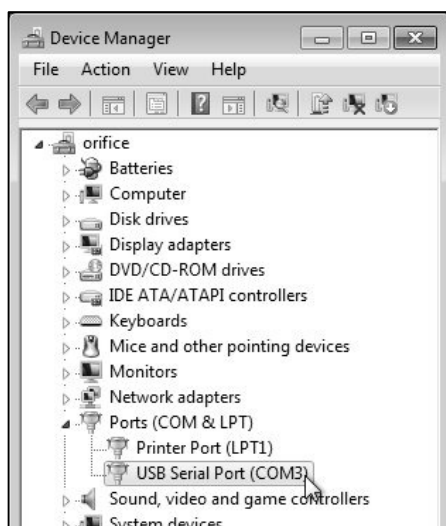 Device Manager
File Action View Help
orifice
Batteries
Computer
Disk drives
Display adapters
DVD/CD-ROM drives
IDE ATA/ATAPI controllers
Keyboards
Mice and other pointing devices
Monitors
Network adapters
Ports (COM & LPT)
Printer Port (LPT1)
USB Serial Port (COM3)
Sound, video and game controllers
System devices